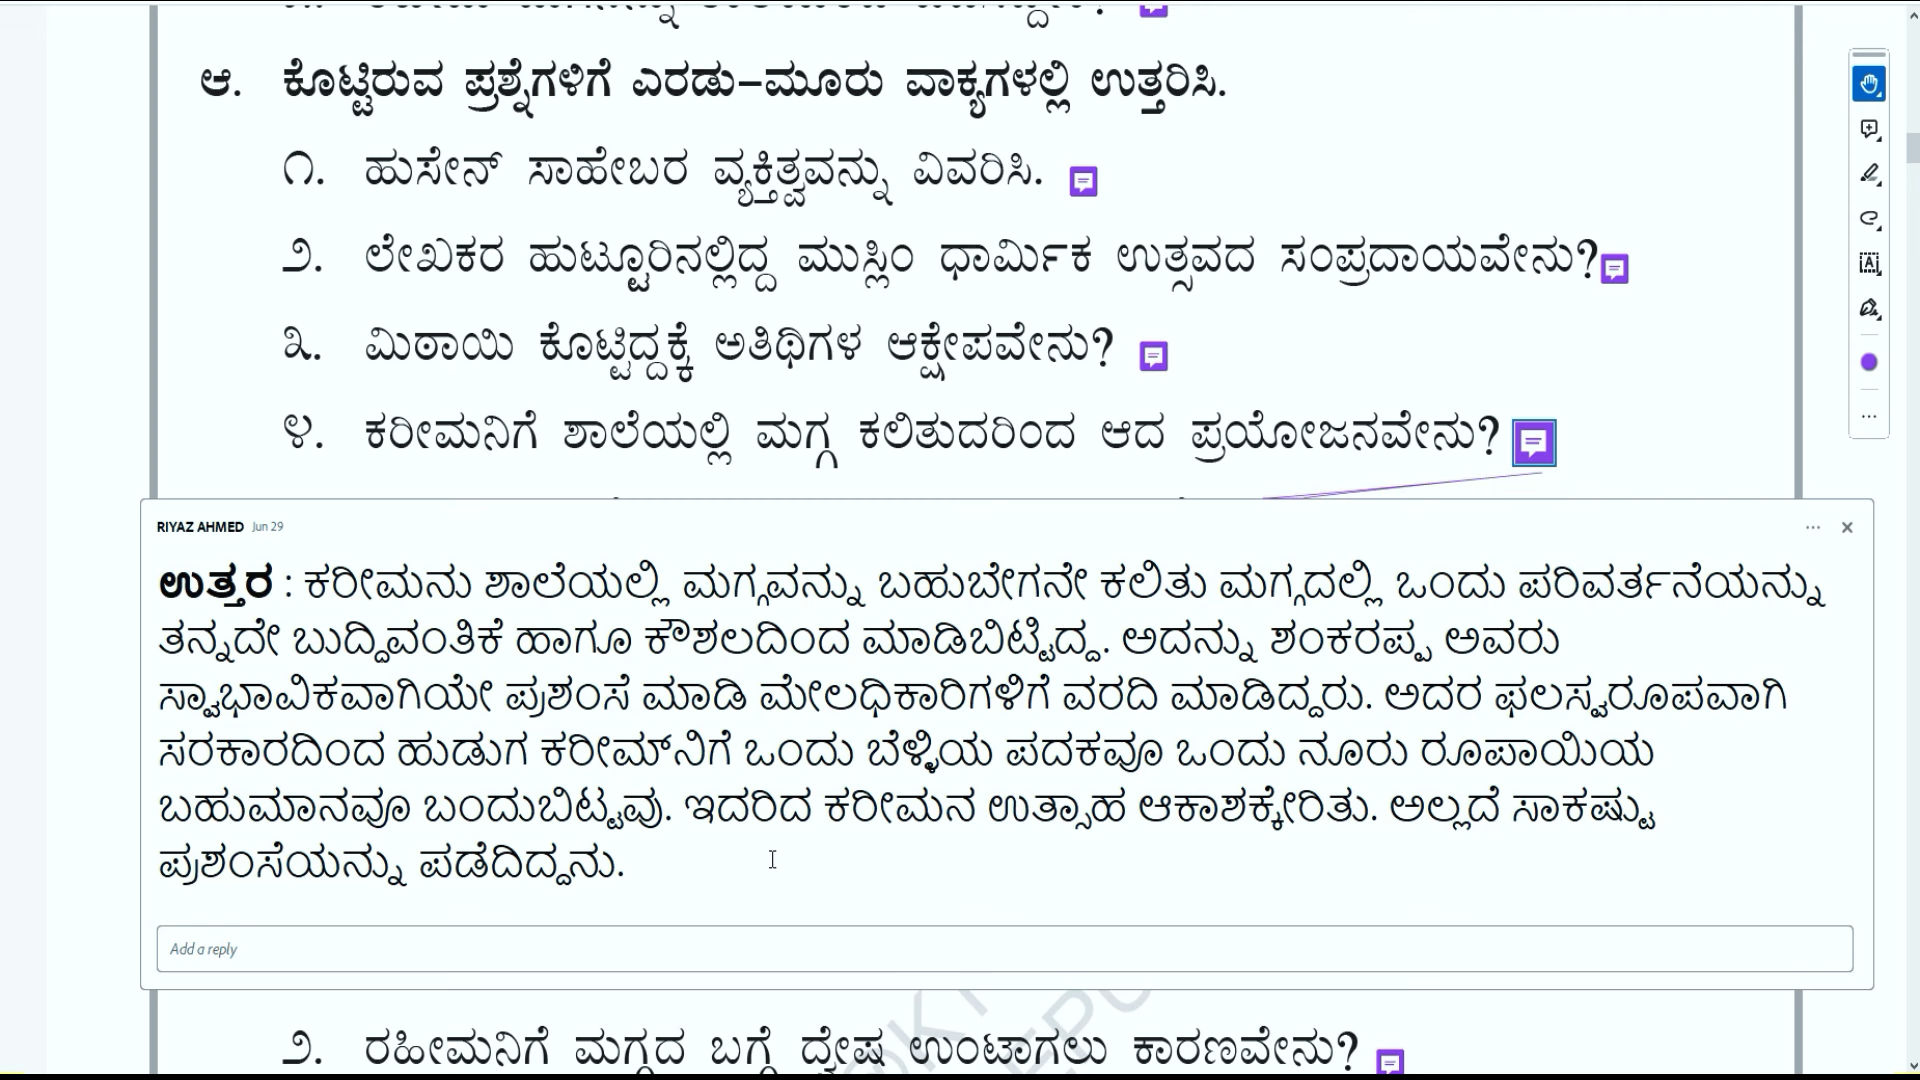 ಆ. ಕೊಟ್ಟಿರುವ ಪ್ರಶ್ನೆಗಳಿಗೆ ಎರಡು–ಮೂರು ವಾಕ್ಯಗಳಲ್ಲಿ ಉತ್ತರಿಸಿ.
೧. ಹುಸೇನ್ ಸಾಹೇಬರ ವ್ಯಕ್ತಿತ್ವವನ್ನು ವಿವರಿಸಿ.
೨. ಲೇಖಕರ ಹುಟ್ಟೂರಿನಲ್ಲಿದ್ದ ಮುಸ್ಲಿಂ ಧಾರ್ಮಿಕ ಉತ್ಸವದ ಸಂಪ್ರದಾಯವೇನು?
೩. ಮಿಠಾಯಿ ಕೊಟ್ಟಿದ್ದಕ್ಕೆ ಅತಿಥಿಗಳ ಆಕ್ಷೇಪವೇನು?
೪. ಕರೀಮನಿಗೆ ಶಾಲೆಯಲ್ಲಿ ಮಗ್ಗ ಕಲಿತುದರಿಂದ ಆದ ಪ್ರಯೋಜನವೇನು?
RIYAZ AHMED Jun 29
ಉತ್ತರ : ಕರೀಮನು ಶಾಲೆಯಲ್ಲಿ ಮಗ್ಗವನ್ನು ಬಹುಬೇಗನೇ ಕಲಿತು ಮಗ್ಗದಲ್ಲಿ ಒಂದು ಪರಿವರ್ತನೆಯನ್ನು
ತನ್ನದೇ ಬುದ್ದಿವಂತಿಕೆ ಹಾಗೂ ಕೌಶಲದಿಂದ ಮಾಡಿಬಿಟ್ಟಿದ್ದ. ಅದನ್ನು ಶಂಕರಪ್ಪ ಅವರು
ಸ್ವಾಭಾವಿಕವಾಗಿಯೇ ಪ್ರಶಂಸೆ ಮಾಡಿ ಮೇಲಧಿಕಾರಿಗಳಿಗೆ ವರದಿ ಮಾಡಿದ್ದರು. ಅದರ ಫಲಸ್ವರೂಪವಾಗಿ
ಸರಕಾರದಿಂದ ಹುಡುಗ ಕರೀಮ್‌ನಿಗೆ ಒಂದು ಬೆಳ್ಳಿಯ ಪದಕವೂ ಒಂದು ನೂರು ರೂಪಾಯಿಯ
ಬಹುಮಾನವೂ ಬಂದುಬಿಟ್ಟವು. ಇದರಿದ ಕರೀಮನ ಉತ್ಸಾಹ ಆಕಾಶಕ್ಕೇರಿತು. ಅಲ್ಲದೆ ಸಾಕಷ್ಟು
ಪ್ರಶಂಸೆಯನ್ನು ಪಡೆದಿದ್ದನು.
Add a reply
೨. ರಹೀಮನಿಗೆ ಮಗ್ಗದ ಬಗ್ಗೆ ದ್ವೇಷ ಉಂಟಾಗಲು ಕಾರಣವೇನು?